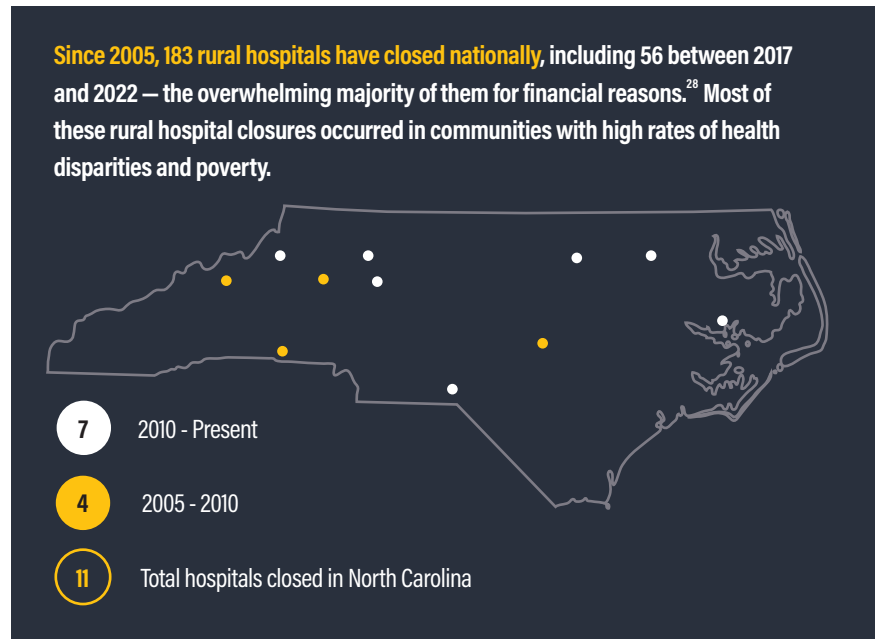 Since 2005, 183 rural hospitals have closed nationally, including 56 between 2017
and 2022 — the overwhelming majority of them for financial reasons.28 Most of
these rural hospital closures occurred in communities with high rates of health
disparities and poverty.
7 2010 - Present
4 2005 - 2010
11 Total hospitals closed in North Carolina